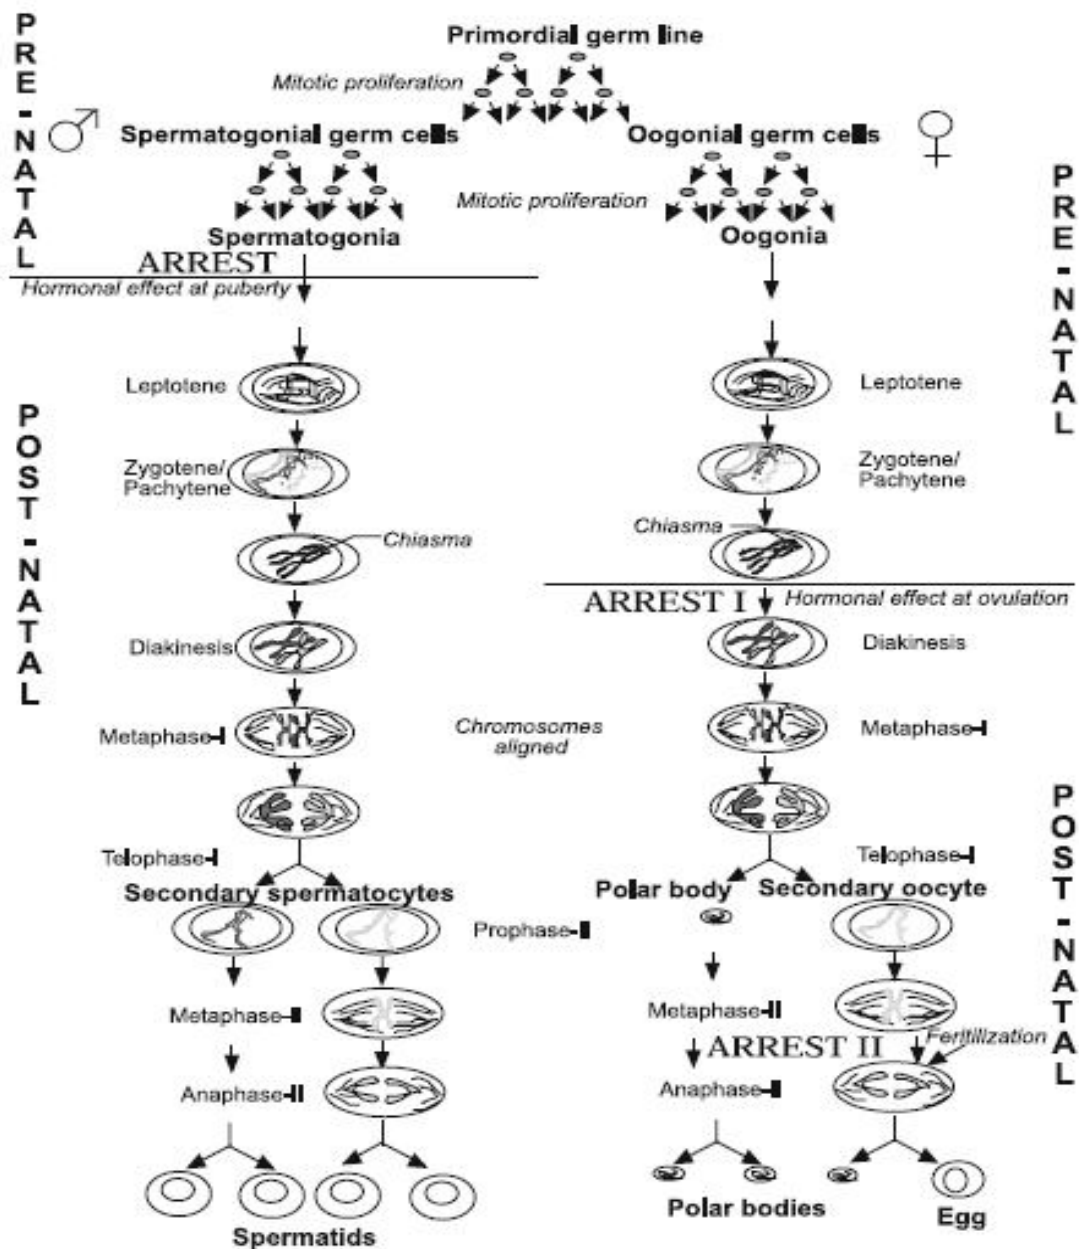 PRE-NATAL
Primordial germ line
Mitotic proliferation
Spermatogonial germ cells
Oogonial germ cells
Mitotic proliferation
Spermatogonia
Oogonia
ARREST
Hormonal effect at puberty
PRE-NATAL
POST-NATAL
Leptotene
Leptotene
Zygotene/
Pachytene
Zygotene/
Pachytene
Chiasma
Chiasma
ARREST I
Hormonal effect at ovulation
Diakinesis
Diakinesis
Metaphase-I
Chromosomes
aligned
Metaphase-I
POST-NATAL
Telophase-I
Telophase-I
Secondary spermatocytes
Polar body
Secondary oocyte
Prophase-II
Metaphase-II
Metaphase-II
ARREST II
Feritilization
Anaphase-II
Anaphase-II
Spermatids
Polar bodies
Egg